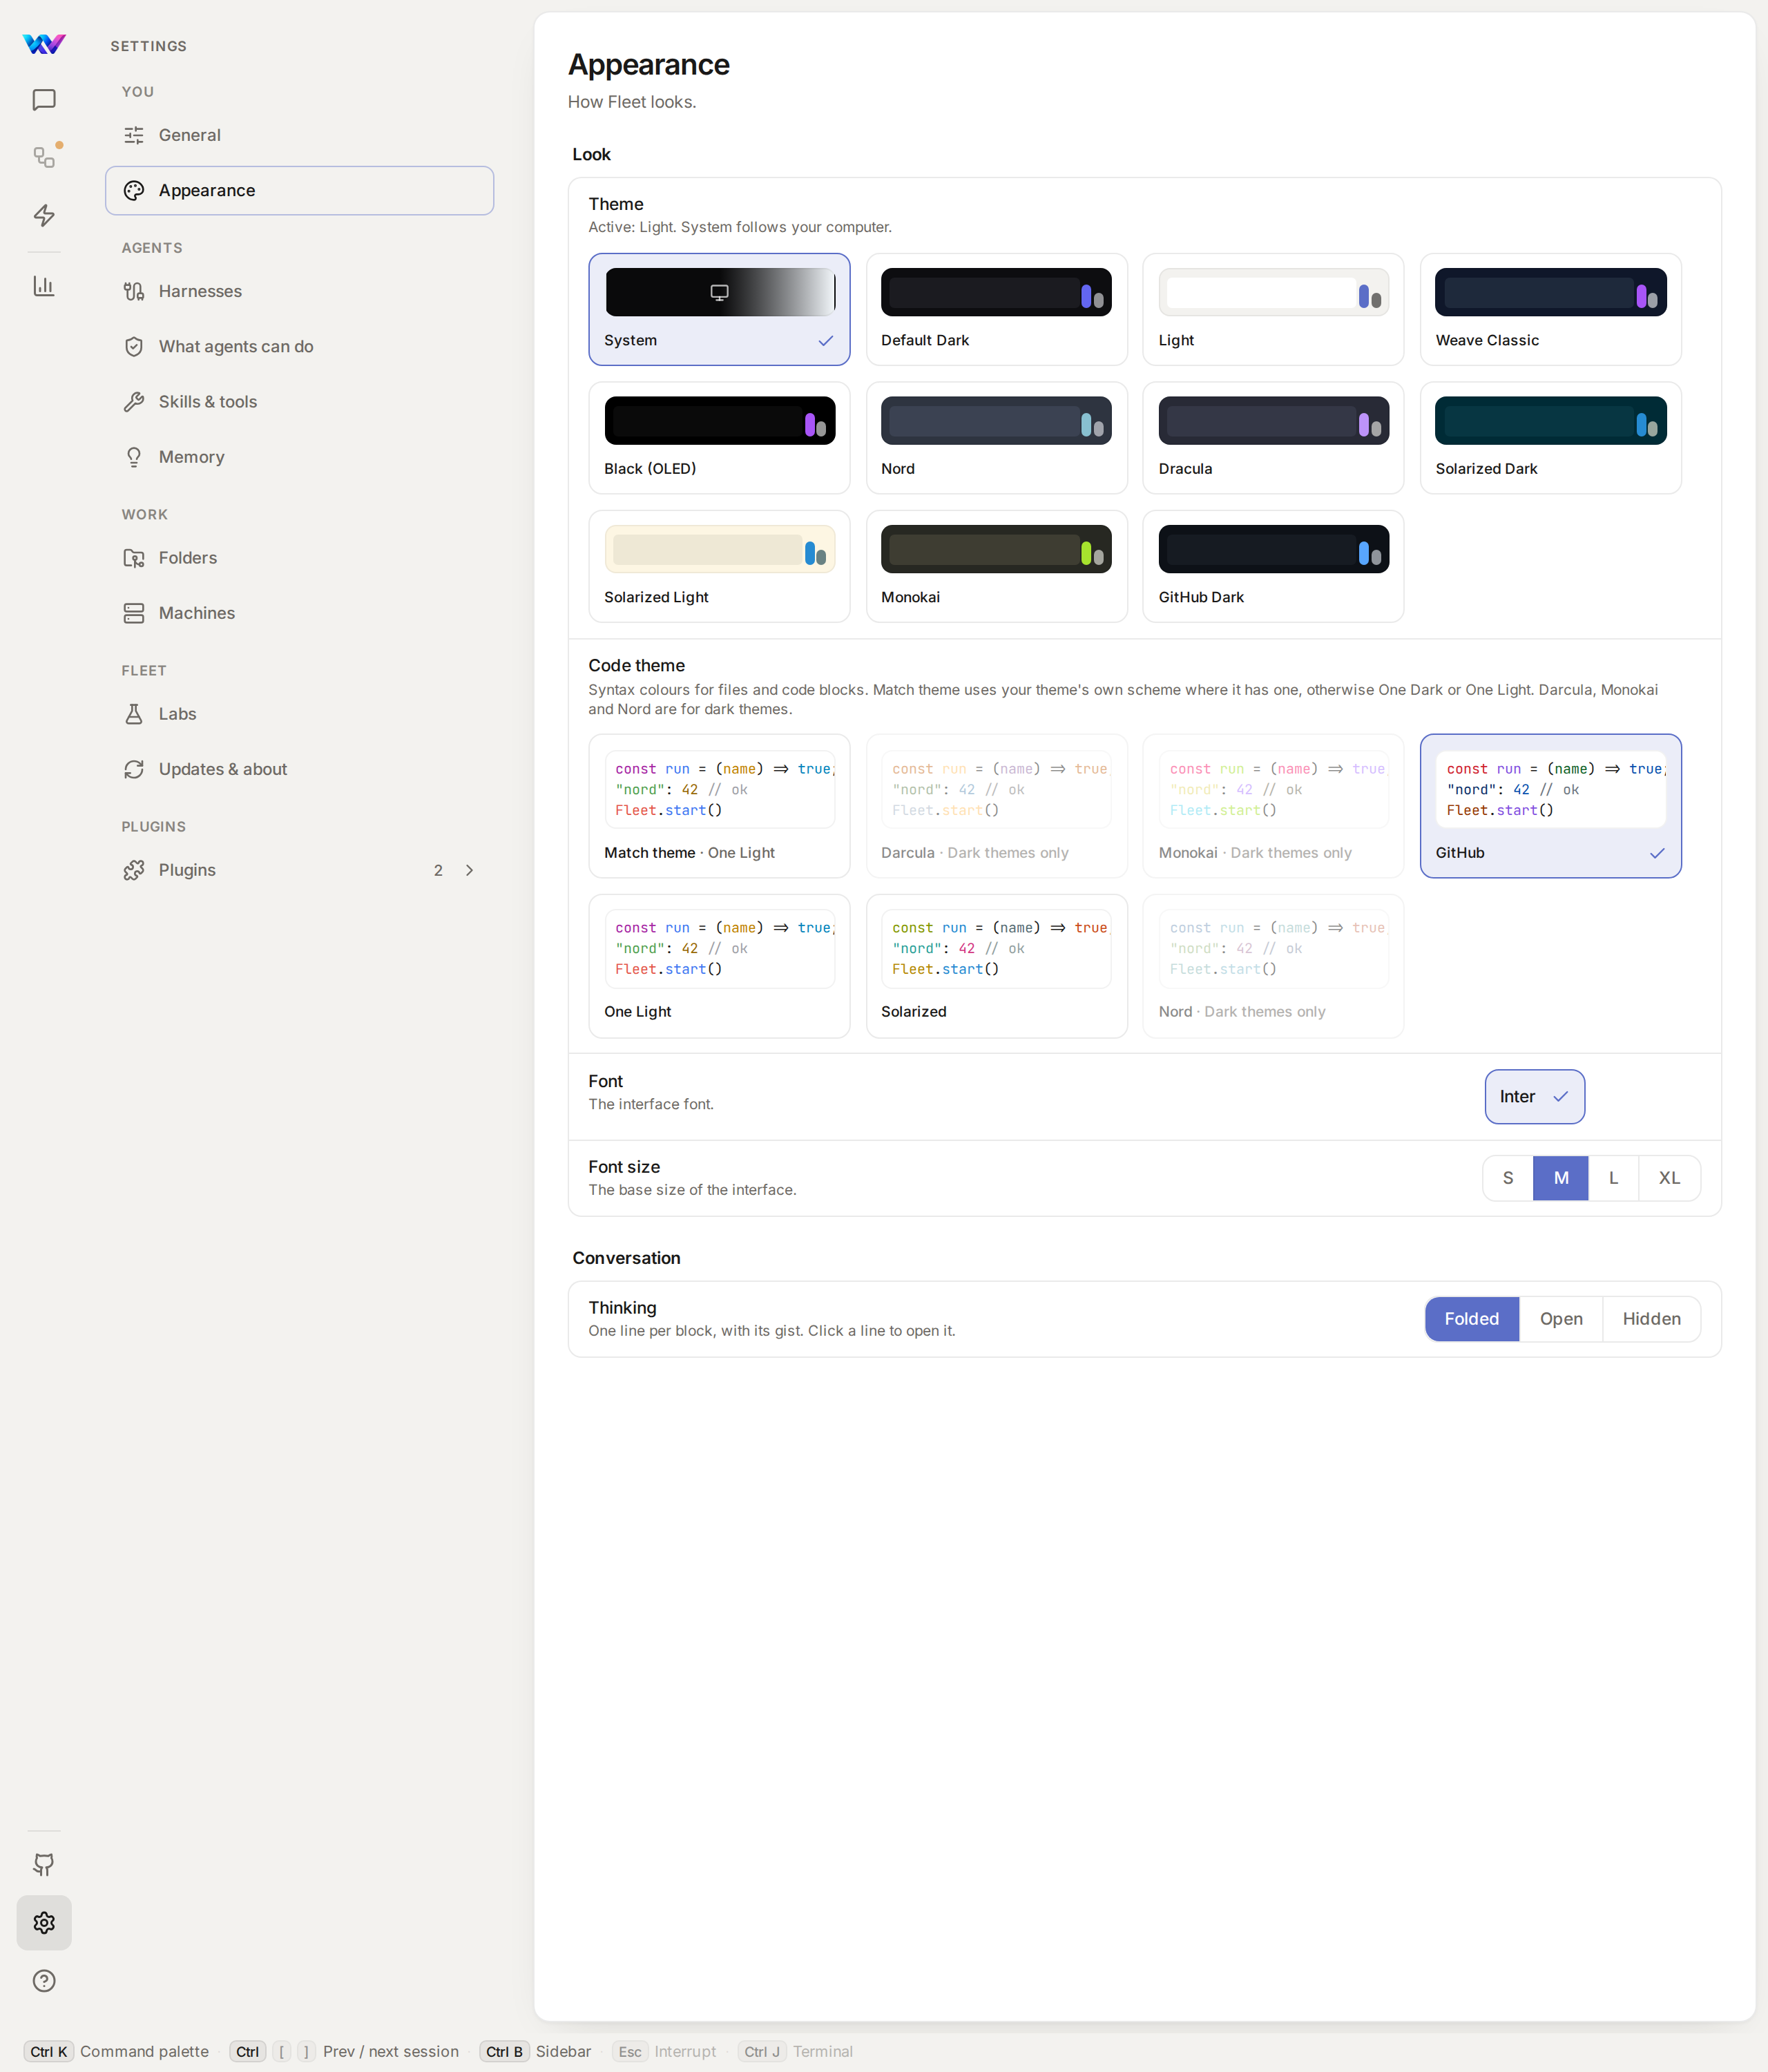 SETTINGS
YOU
General
Appearance
AGENTS
Harnesses
What agents can do
Skills & tools
Memory
WORK
Folders
Machines
FLEET
Labs
Updates & about
PLUGINS
Plugins 2
Appearance
How Fleet looks.
Look
Theme
Active: Light. System follows your computer.
System
Default Dark
Light
Weave Classic
Black (OLED)
Nord
Dracula
Solarized Dark
Solarized Light
Monokai
GitHub Dark
Code theme
Syntax colours for files and code blocks. Match theme uses your theme's own scheme where it has one, otherwise One Dark or One Light. Darcula, Monokai
and Nord are for dark themes.
const run = (name) => true;
"nord": 42 // ok
Fleet.start()
Match theme · One Light
const run = (name) => true;
"nord": 42 // ok
Fleet.start()
Darcula · Dark themes only
const run = (name) => true;
"nord": 42 // ok
Fleet.start()
Monokai · Dark themes only
const run = (name) => true;
"nord": 42 // ok
Fleet.start()
GitHub
const run = (name) => true;
"nord": 42 // ok
Fleet.start()
One Light
const run = (name) => true;
"nord": 42 // ok
Fleet.start()
Solarized
const run = (name) => true;
"nord": 42 // ok
Fleet.start()
Nord · Dark themes only
Font
The interface font.
Inter
Font size
The base size of the interface.
S M L XL
Conversation
Thinking
One line per block, with its gist. Click a line to open it.
Folded Open Hidden
Ctrl K Command palette · Ctrl [ ] Prev / next session · Ctrl B Sidebar · Esc Interrupt · Ctrl J Terminal